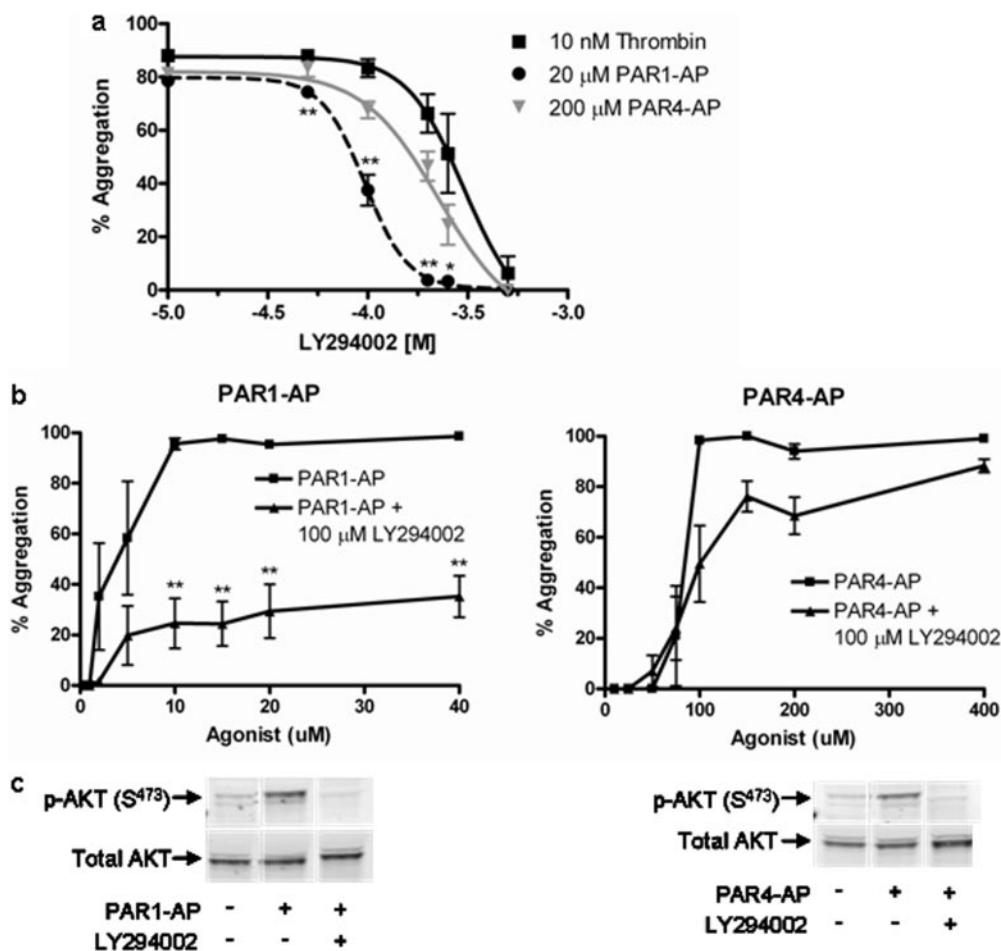 a
100
80
60
40
20
0
% Aggregation
10 nM Thrombin
20 μM PAR1-AP
200 μM PAR4-AP
**
**
** *
-5.0 -4.5 -4.0 -3.5 -3.0
LY294002 [M]
b
PAR1-AP
100
80
60
40
20
0
% Aggregation
PAR1-AP
PAR1-AP +
100 μM LY294002
** ** ** **
0 10 20 30 40
Agonist (uM)
PAR4-AP
100
80
60
40
20
0
% Aggregation
PAR4-AP
PAR4-AP +
100 μM LY294002
0 100 200 300 400
Agonist (uM)
c
p-AKT (S473)
Total AKT
PAR1-AP - + +
LY294002 +
p-AKT (S473)
Total AKT
PAR4-AP - + +
LY294002 +